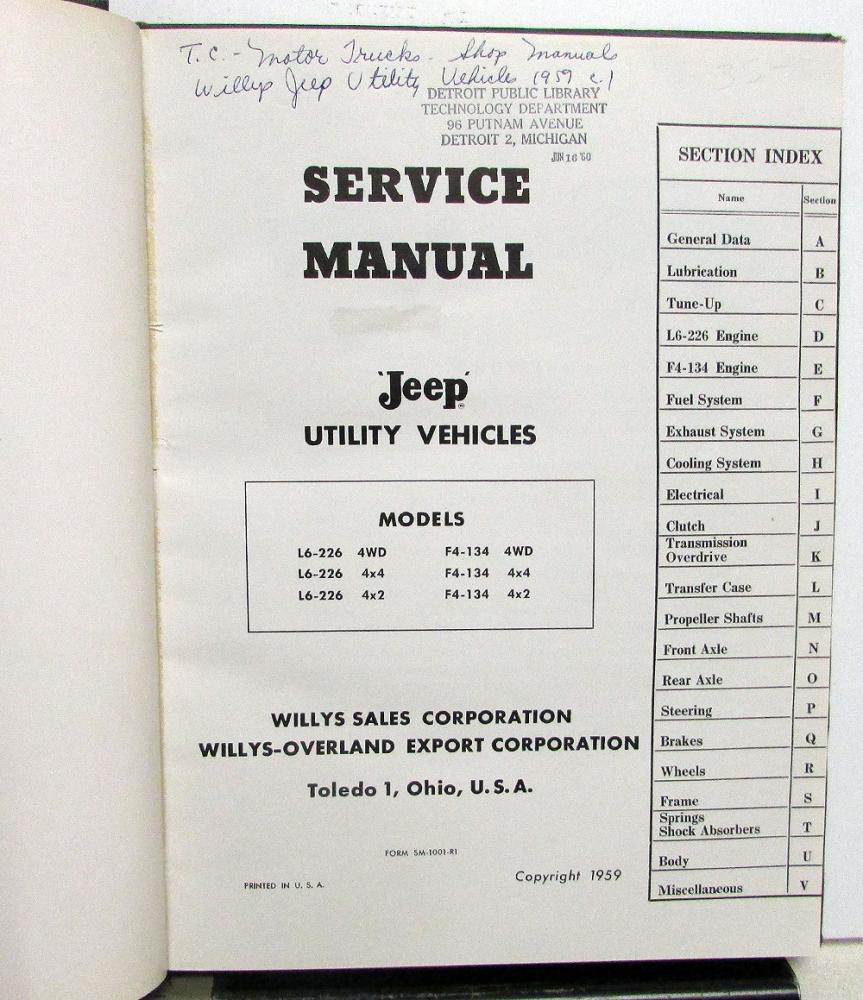 T.C. - Motor Trucks - Shop Manuals
Willys Jeep Utility Vehicles (1959 c.)
DETROIT PUBLIC LIBRARY
TECHNOLOGY DEPARTMENT
96 PUTNAM AVENUE
DETROIT 2, MICHIGAN
JUN 16 '60
SERVICE
MANUAL
'Jeep'
UTILITY VEHICLES
MODELS
L6-226 4WD F4-134 4WD
L6-226 4x4 F4-134 4x4
L6-226 4x2 F4-134 4x2
WILLYS SALES CORPORATION
WILLYS-OVERLAND EXPORT CORPORATION
Toledo 1, Ohio, U.S.A.
FORM SM-1001-R1
PRINTED IN U. S. A.
Copyright 1959
SECTION INDEX
Name Section
General Data A
Lubrication B
Tune-Up C
L6-226 Engine D
F4-134 Engine E
Fuel System F
Exhaust System G
Cooling System H
Electrical I
Clutch J
Transmission
Overdrive K
Transfer Case L
Propeller Shafts M
Front Axle N
Rear Axle O
Steering P
Brakes Q
Wheels R
Frame S
Springs
Shock Absorbers T
Body U
Miscellaneous V